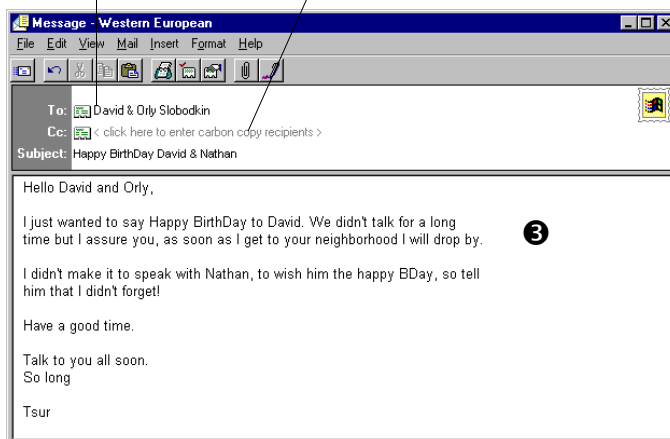 Message - Western European
File Edit View Mail Insert Format Help
To: David & Orly Slobodkin
Cc: < click here to enter carbon copy recipients >
Subject: Happy BirthDay David & Nathan
Hello David and Orly,
I just wanted to say Happy BirthDay to David. We didn't talk for a long
time but I assure you, as soon as I get to your neighborhood I will drop by.
❸
I didn't make it to speak with Nathan, to wish him the happy BDay, so tell
him that I didn't forget!
Have a good time.
Talk to you all soon.
So long
Tsur